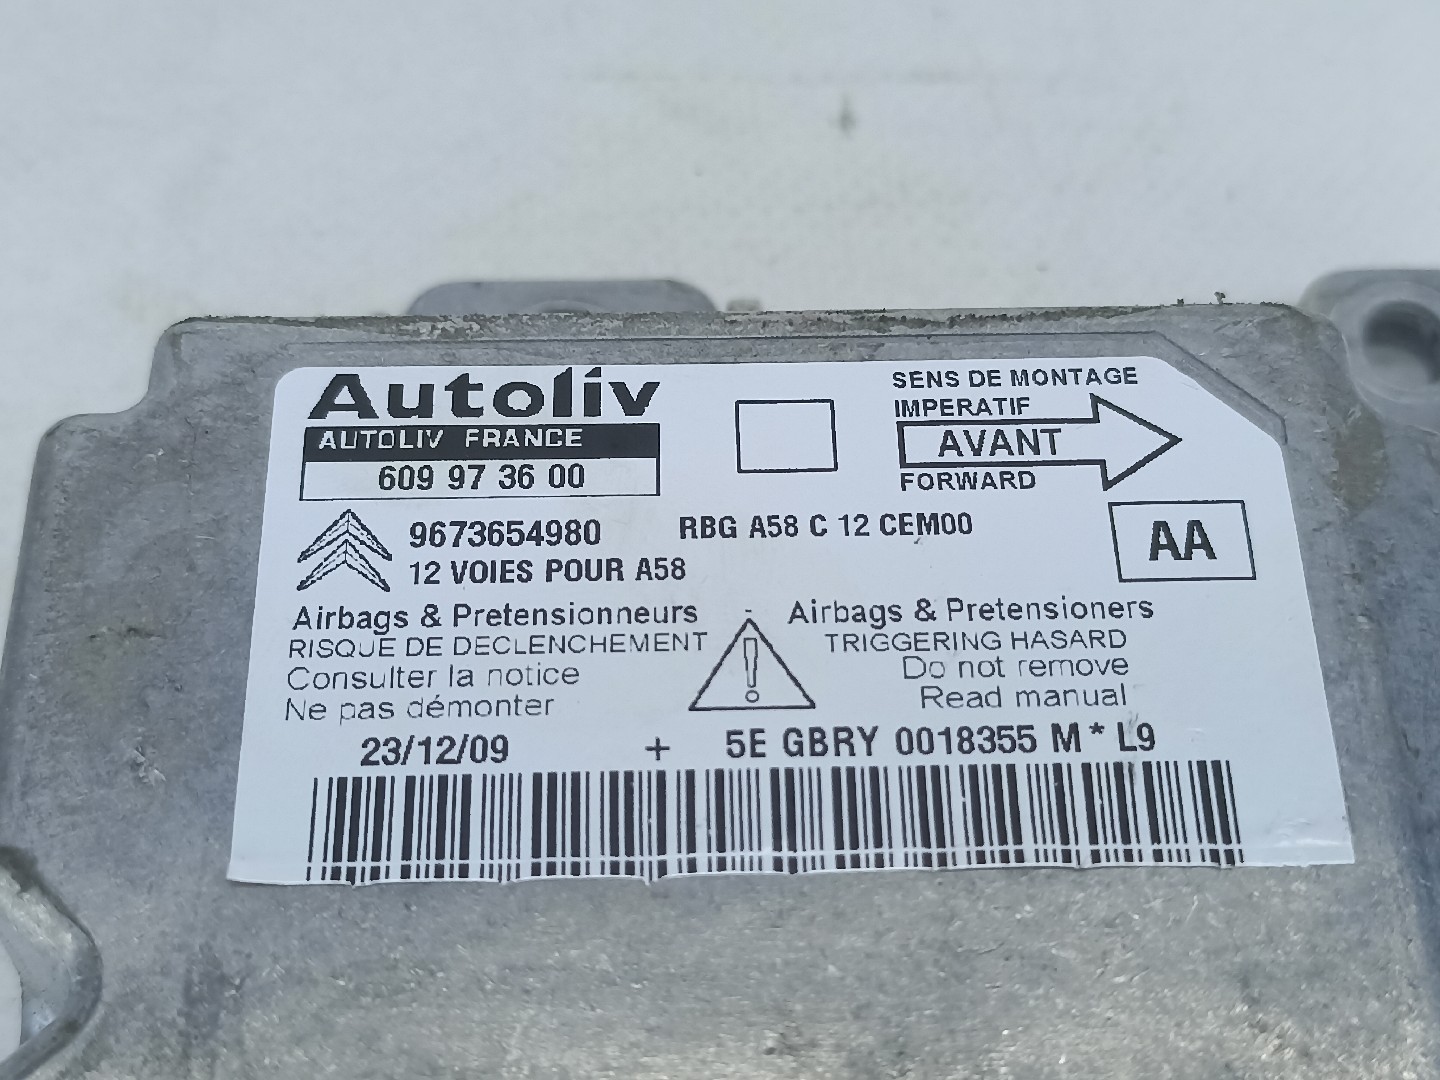 Autoliv
AUTOLIV FRANCE
609 97 36 00
SENS DE MONTAGE
IMPERATIF
AVANT
FORWARD
9673654980 RBG A58 C 12 CEM00
12 VOIES POUR A58
AA
Airbags & Pretensionneurs
RISQUE DE DECLENCHEMENT
Consulter la notice
Ne pas démonter
Airbags & Pretensioners
TRIGGERING HASARD
Do not remove
Read manual
23/12/09 + 5E GBRY 0018355 M * L9